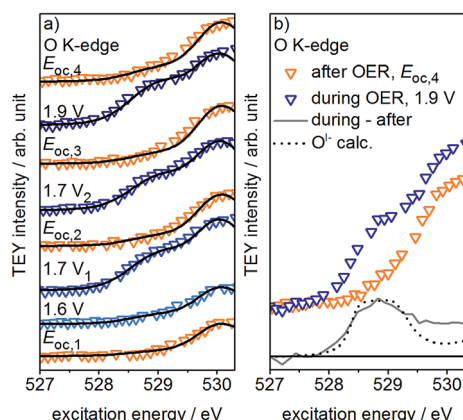 a)
O K-edge
E_oc,4
1.9 V
E_oc,3
1.7 V_2
E_oc,2
1.7 V_1
1.6 V
E_oc,1
TEY intensity / arb. unit
527 528 529 530
excitation energy / eV
b)
O K-edge
after OER, E_oc,4
during OER, 1.9 V
during - after
O^I- calc.
TEY intensity / arb. unit
527 528 529 530
excitation energy / eV